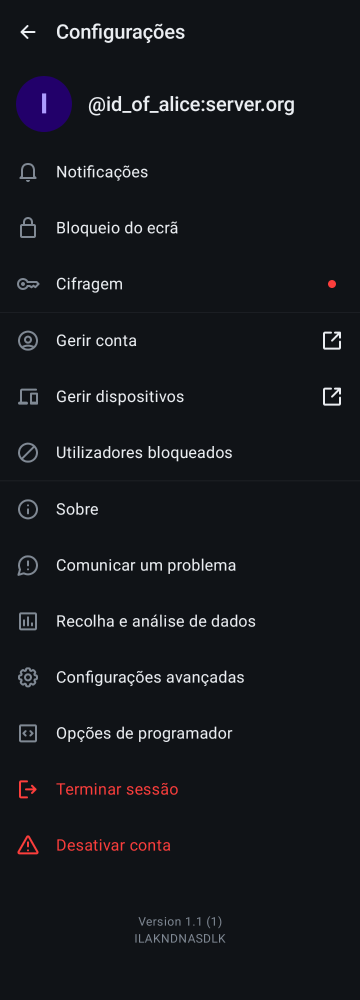 Configurações
I
@id_of_alice:server.org
Notificações
Bloqueio do ecrã
Cifragem
Gerir conta
Gerir dispositivos
Utilizadores bloqueados
Sobre
Comunicar um problema
Recolha e análise de dados
Configurações avançadas
Opções de programador
Terminar sessão
Desativar conta
Version 1.1 (1)
ILAKNDNASDLK